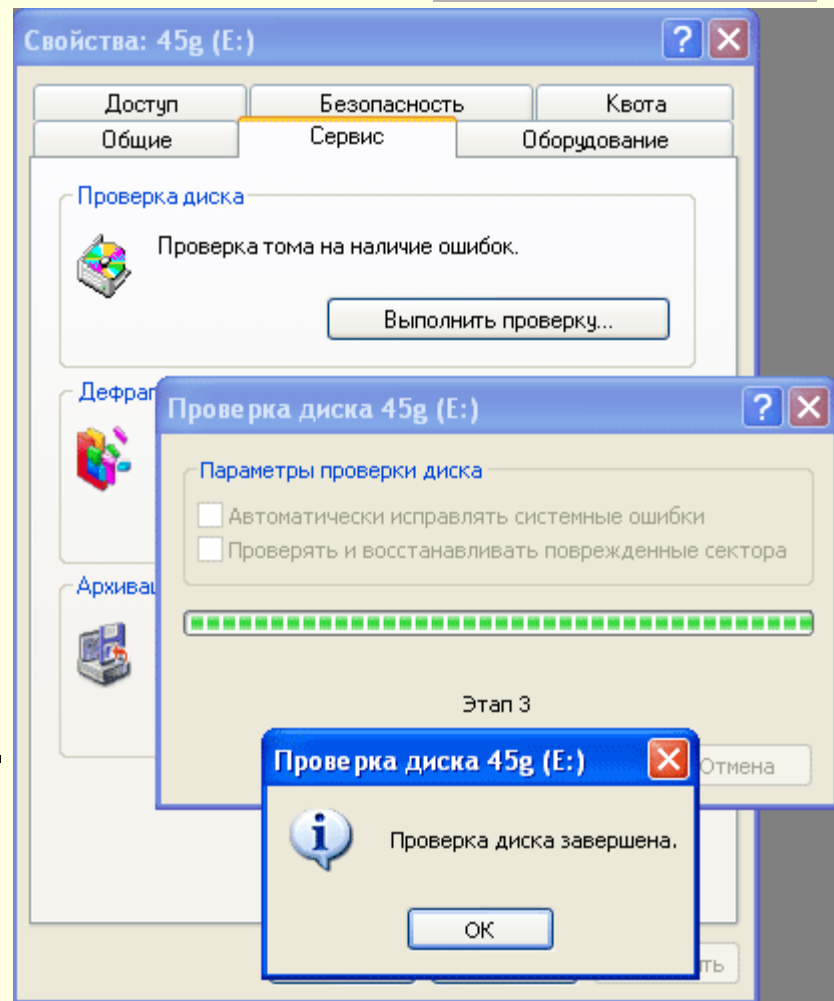 Свойства: 45g (E:)
Доступ Безопасность Квота
Общие Сервис Оборудование
Проверка диска
Проверка тома на наличие ошибок.
Выполнить проверку...
Проверка диска 45g (E:)
Параметры проверки диска
Автоматически исправлять системные ошибки
Проверять и восстанавливать поврежденные сектора
Этап 3
Отмена
Проверка диска 45g (E:)
Проверка диска завершена.
OK